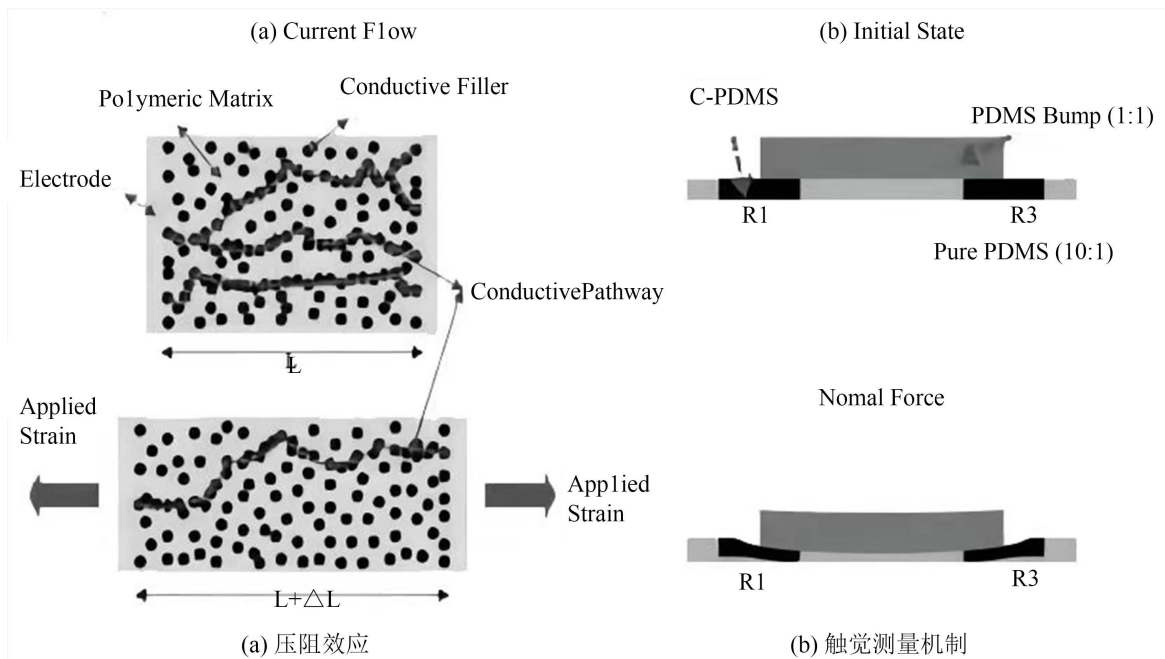 (a) Current F1ow
(b) Initial State
Conductive Filler
Po1ymeric Matrix
C-PDMS
PDMS Bump (1:1)
Electrode
R1
R3
Pure PDMS (10:1)
ConductivePathway
L
Applied
Strain
Nomal Force
App1ied
Strain
R1
R3
L+△L
(a) 压阻效应
(b) 触觉测量机制